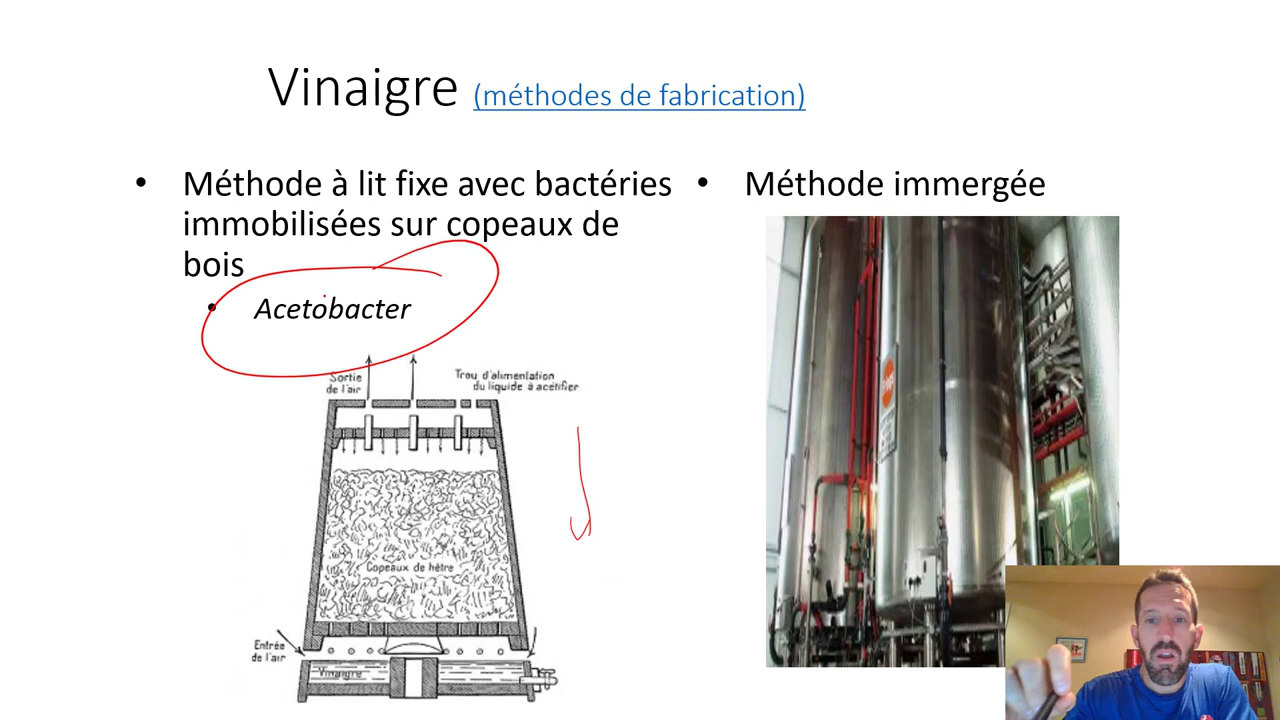 Vinaigre (méthodes de fabrication)
• Méthode à lit fixe avec bactéries
immobilisées sur copeaux de
bois
• Acetobacter
Sortie
de l'air
Trou d'alimentation
du liquide à acétifier
Copeaux de hêtre
Entrée
de l'air
Vinaigre
• Méthode immergée